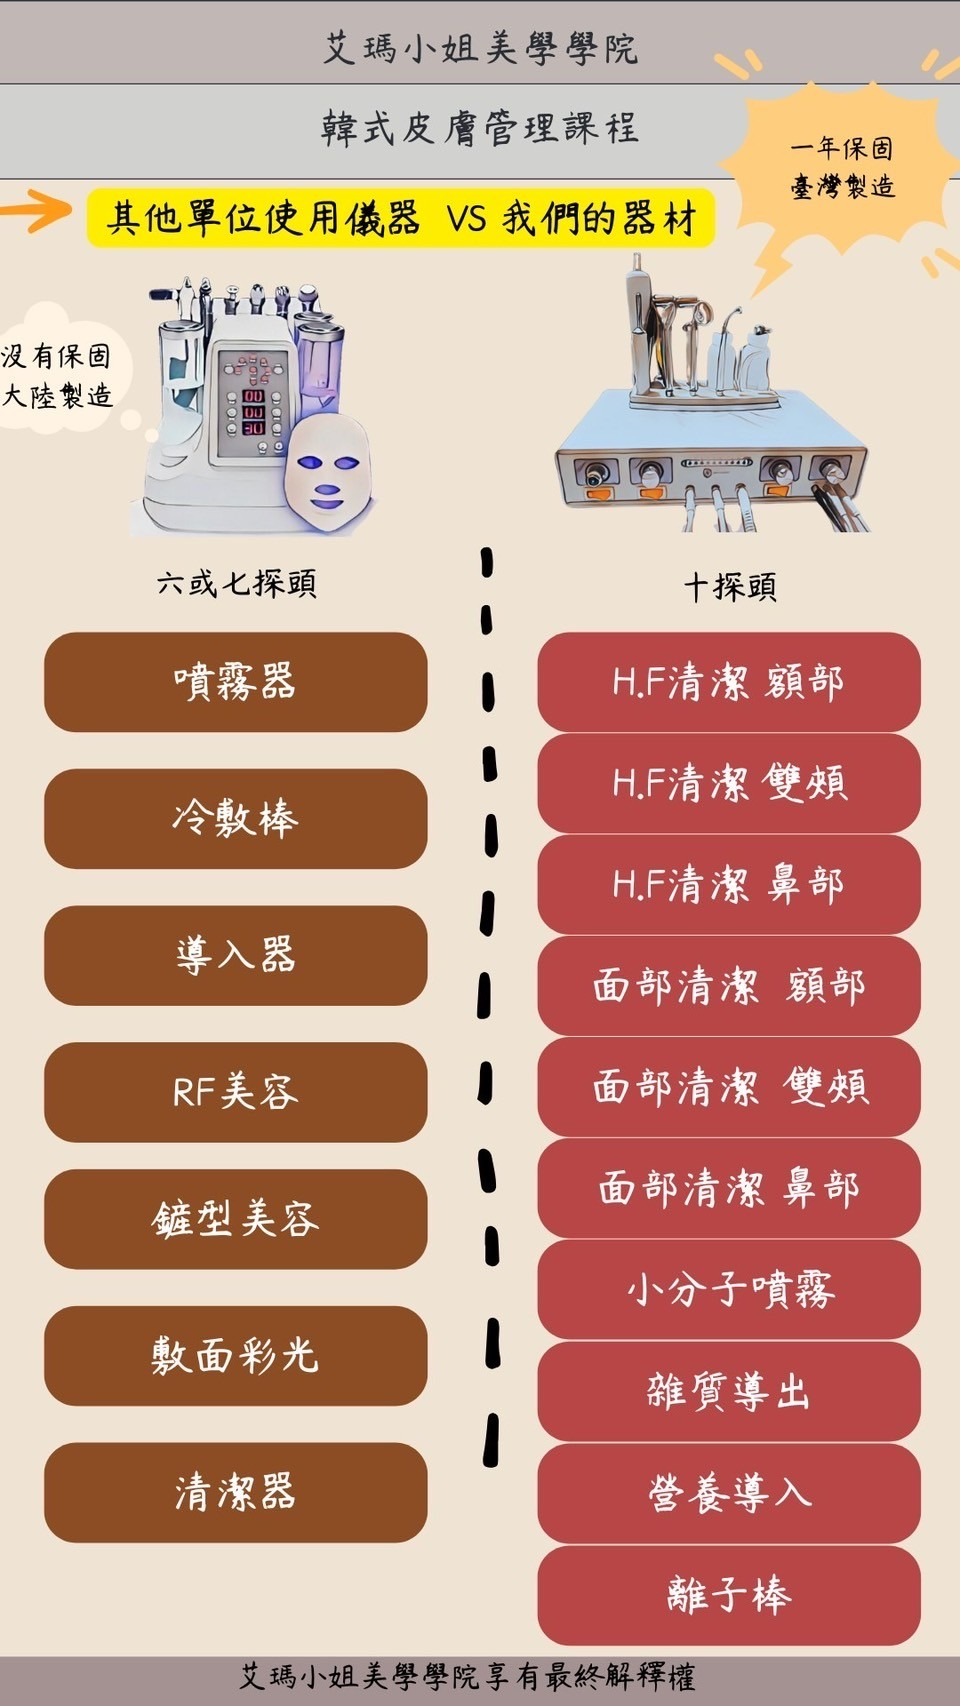 艾瑪小姐美學學院
韓式皮膚管理課程
一年保固
臺灣製造
其他單位使用儀器 VS 我們的器材
沒有保固
大陸製造
00
00
30
六或七探頭
噴霧器
冷敷棒
導入器
RF美容
鏟型美容
敷面彩光
清潔器
十探頭
H.F清潔 額部
H.F清潔 雙頰
H.F清潔 鼻部
面部清潔 額部
面部清潔 雙頰
面部清潔 鼻部
小分子噴霧
雜質導出
營養導入
離子棒
艾瑪小姐美學學院享有最終解釋權